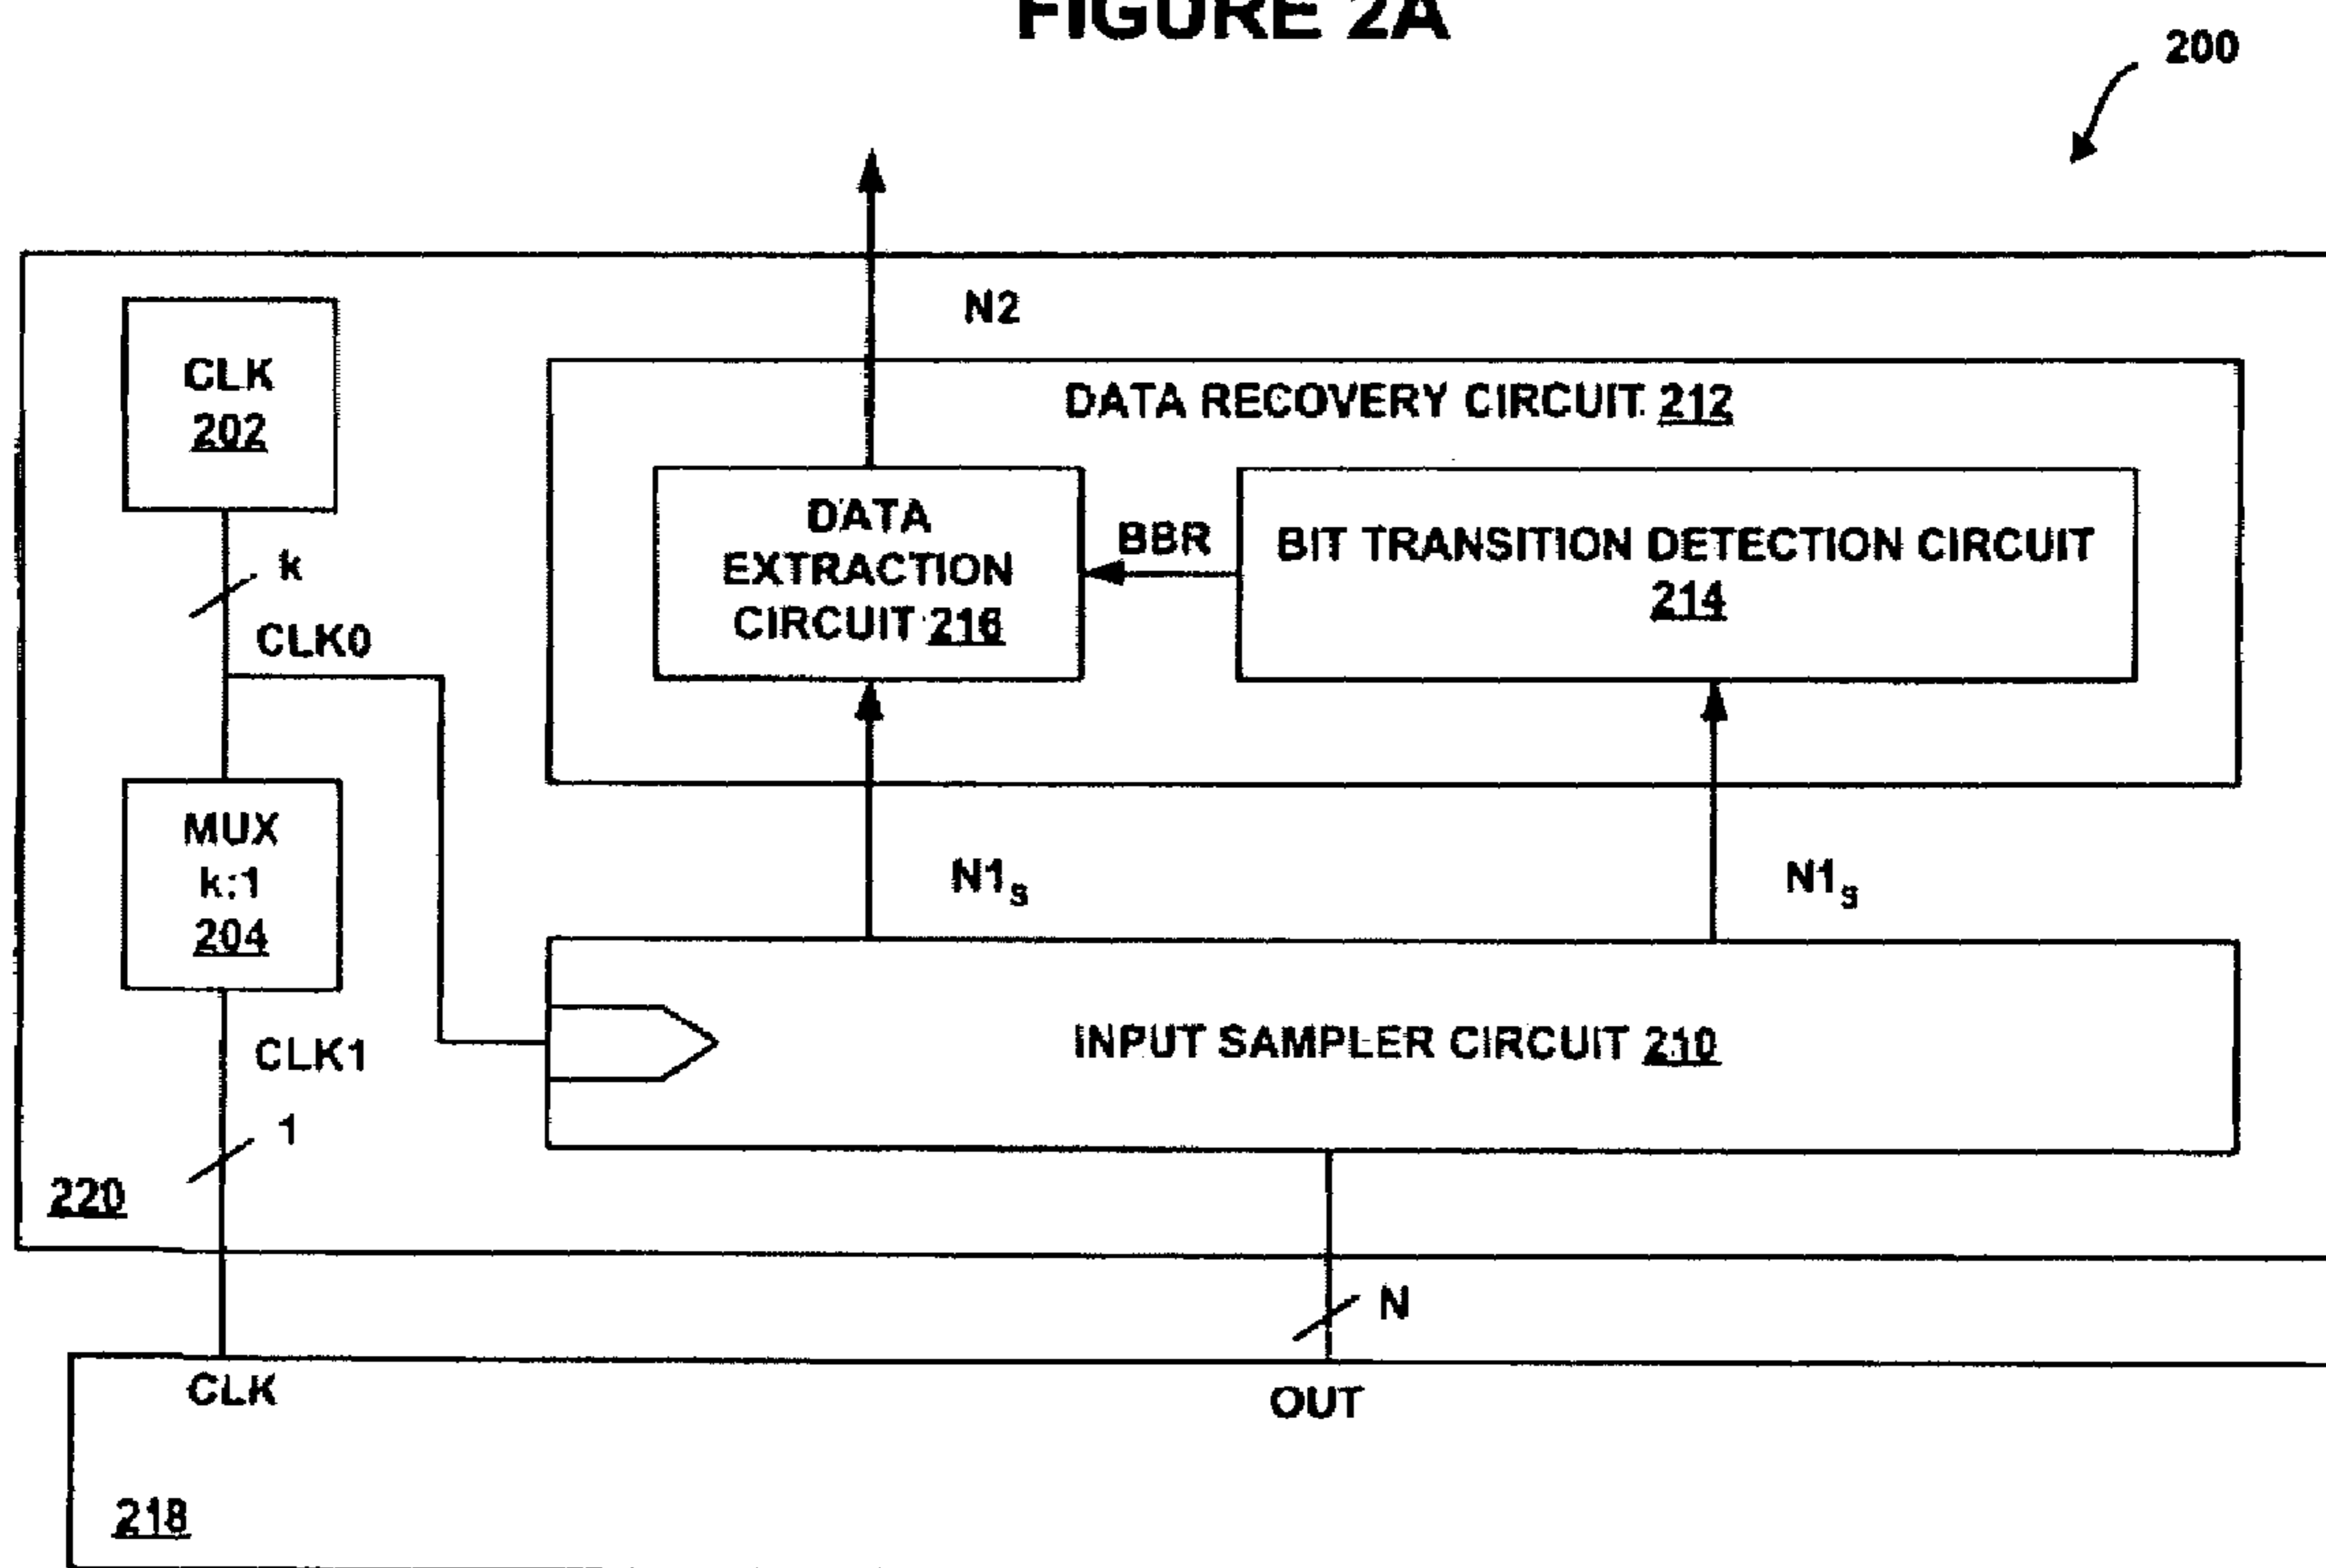 FIGURE 2A
200
N2
CLK
202
DATA RECOVERY CIRCUIT 212
DATA
EXTRACTION
CIRCUIT 216
BBR
BIT TRANSITION DETECTION CIRCUIT
214
k
CLK0
MUX
k:1
204
N1s
N1s
CLK1
INPUT SAMPLER CIRCUIT 210
1
220
N
CLK
OUT
218